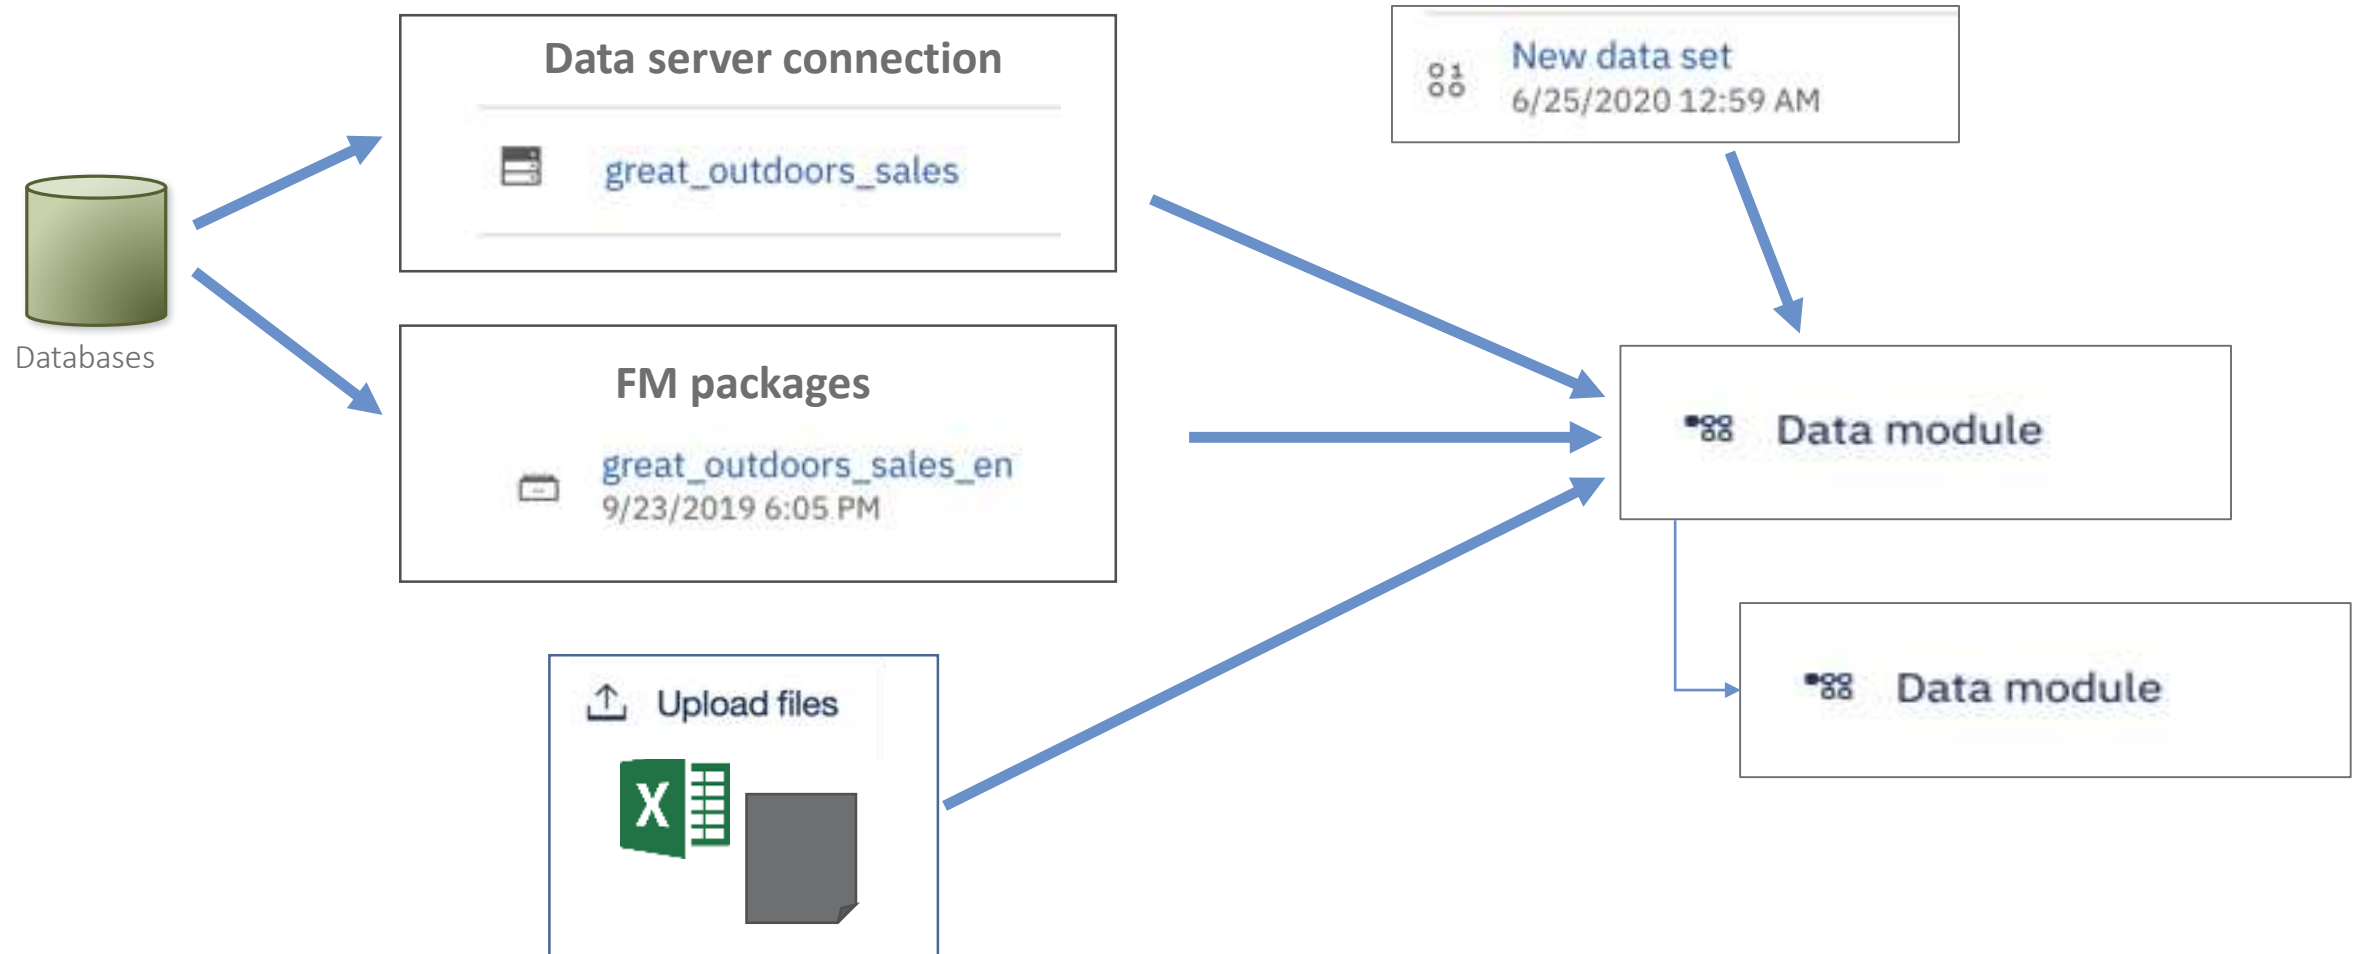 Databases
Data server connection
great_outdoors_sales
FM packages
great_outdoors_sales_en
9/23/2019 6:05 PM
Upload files
X
New data set
6/25/2020 12:59 AM
Data module
Data module